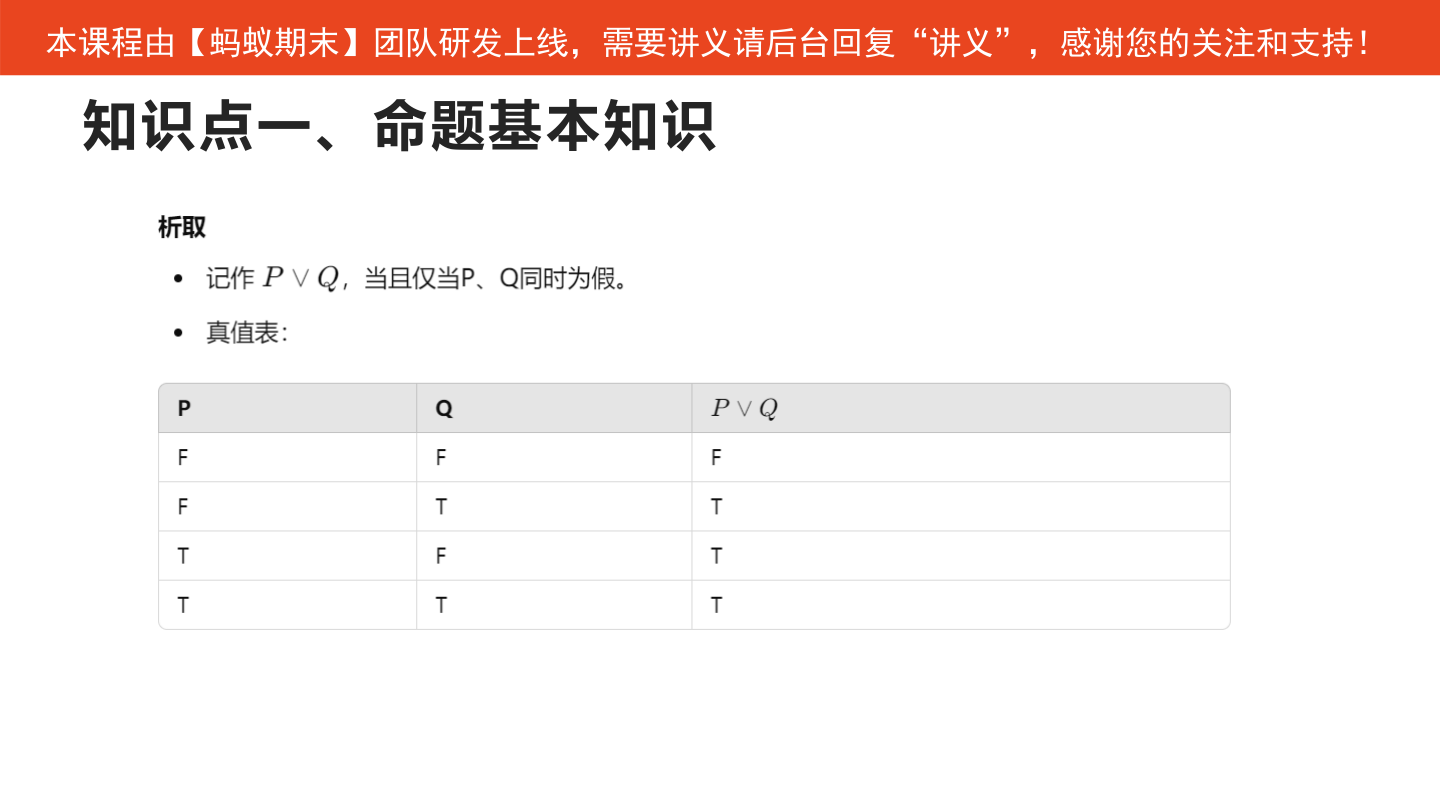 本课程由【蚂蚁期末】团队研发上线，需要讲义请后台回复“讲义”，感谢您的关注和支持！
知识点一、命题基本知识
析取
• 记作 P ∨ Q，当且仅当P、Q同时为假。
• 真值表：
P Q P ∨ Q
F F F
F T T
T F T
T T T